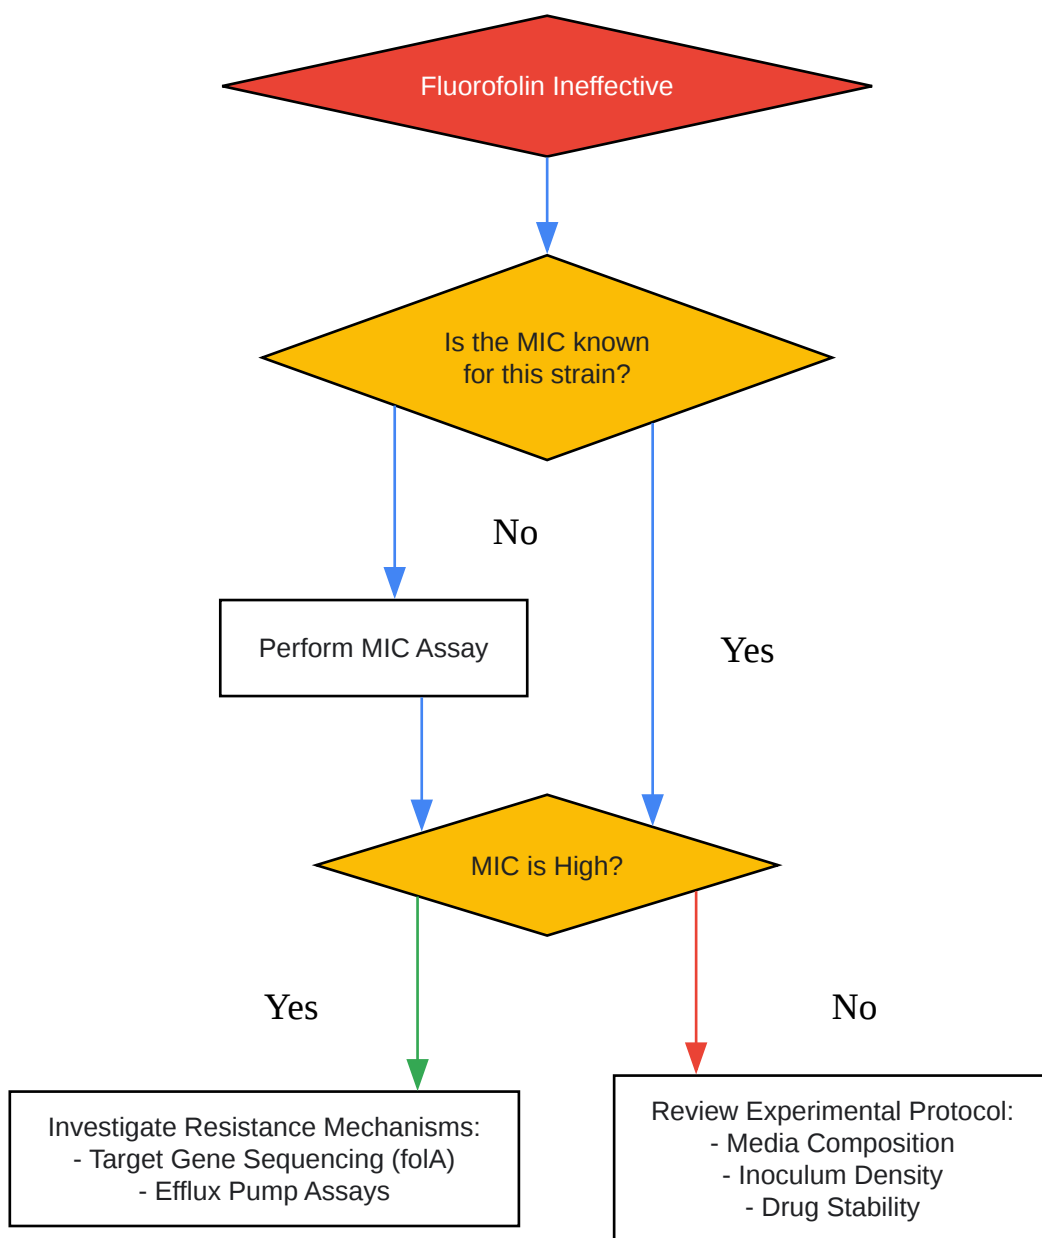 Fluorofolin Ineffective
Is the MIC known
for this strain?
No
Perform MIC Assay
Yes
MIC is High?
Yes
No
Investigate Resistance Mechanisms:
- Target Gene Sequencing (folA)
- Efflux Pump Assays
Review Experimental Protocol:
- Media Composition
- Inoculum Density
- Drug Stability